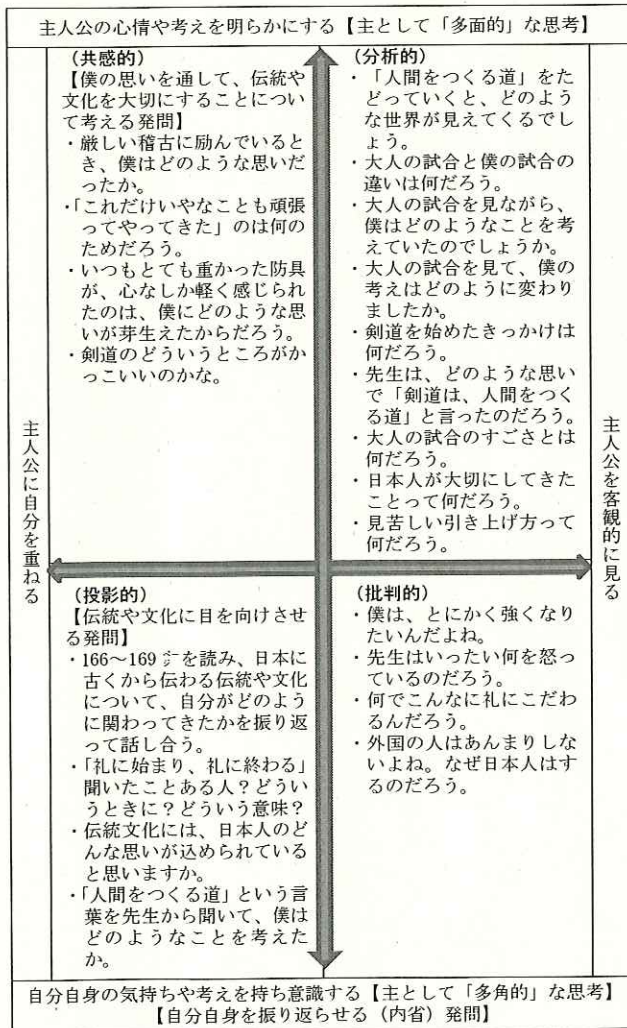 主人公の心情や考えを明らかにする【主として「多面的」な思考】
(共感的)
【僕の思いを通して、伝統や
文化を大切にすることについ
て考える発問】
・厳しい稽古に励んでいると
き、僕はどのような思いだ
ったか。
・「これだけいやなことも頑張
ってやってきた」のは何の
ためだろう。
・いつもとても重かった防具
が、心なしか軽く感じられ
たのは、僕にどのような思
いが芽生えたからだろう。
・剣道のどういうところがか
っこいいのかな。
(分析的)
・「人間をつくる道」をた
どっていくと、どのよう
な世界が見えてくるでし
ょう。
・大人の試合と僕の試合の
違いは何だろう。
・大人の試合を見ながら、
僕はどのようなことを考
えていたのでしょうか。
・大人の試合を見て、僕の
考えはどのように変わり
ましたか。
・剣道を始めたきっかけは
何だろう。
・先生は、どのような思い
で「剣道は、人間をつく
る道」と言ったのだろう。
・大人の試合のすごさとは
何だろう。
・日本人が大切にしてきた
ことって何だろう。
・見苦しい引き上げ方って
何だろう。
主人公に自分を重ねる
主人公を客観的に見る
(投影的)
【伝統や文化に目を向けさせ
る発問】
・166〜169㌻を読み、日本に
古くから伝わる伝統や文化
について、自分がどのよう
に関わってきたかを振り返
って話し合う。
・「礼に始まり、礼に終わる」
聞いたことある人？どうい
うときに？どういう意味？
・伝統文化には、日本人のど
んな思いが込められている
と思いますか。
・「人間をつくる道」という言
葉を先生から聞いて、僕は
どのようなことを考えた
か。
(批判的)
・僕は、とにかく強くなり
たいんだよね。
・先生はいったい何を怒っ
ているのだろう。
・何でこんなに礼にこだわ
るんだろう。
・外国の人はあんまりしな
いよね。なぜ日本人はす
るのだろう。
自分自身の気持ちや考えを持ち意識する【主として「多角的」な思考】
【自分自身を振り返らせる（内省）発問】